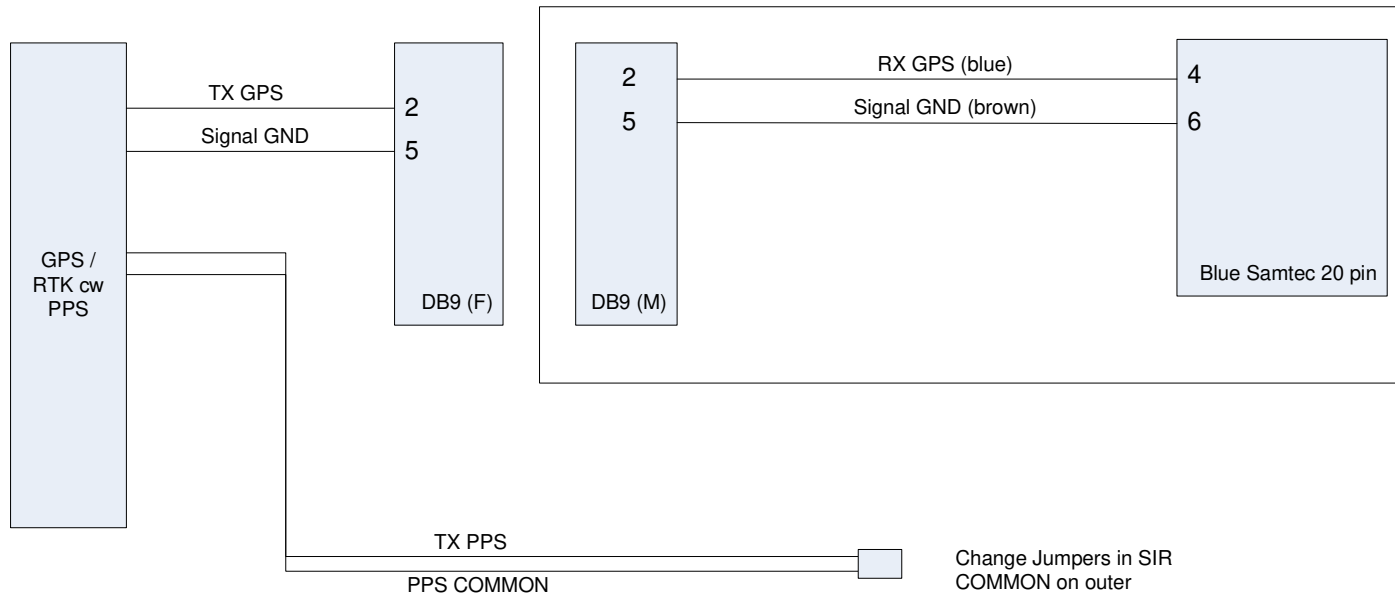 TX GPS
Signal GND
2
5
GPS /
RTK cw
PPS
DB9 (F)
2
5
DB9 (M)
RX GPS (blue)
Signal GND (brown)
4
6
Blue Samtec 20 pin
TX PPS
PPS COMMON
Change Jumpers in SIR
COMMON on outer